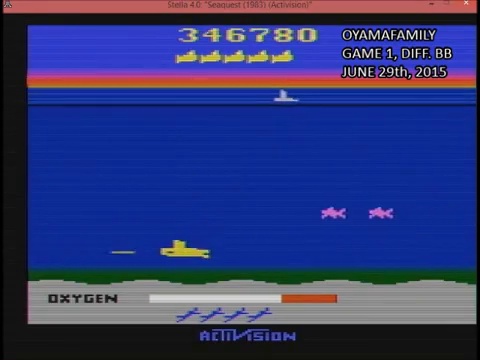 Stella 4.0: "Seaquest (1983) (Activision)"
346780
OYAMAFAMILY
GAME 1, DIFF. BB
JUNE 29th, 2015
OXYGEN
ACTIVISION